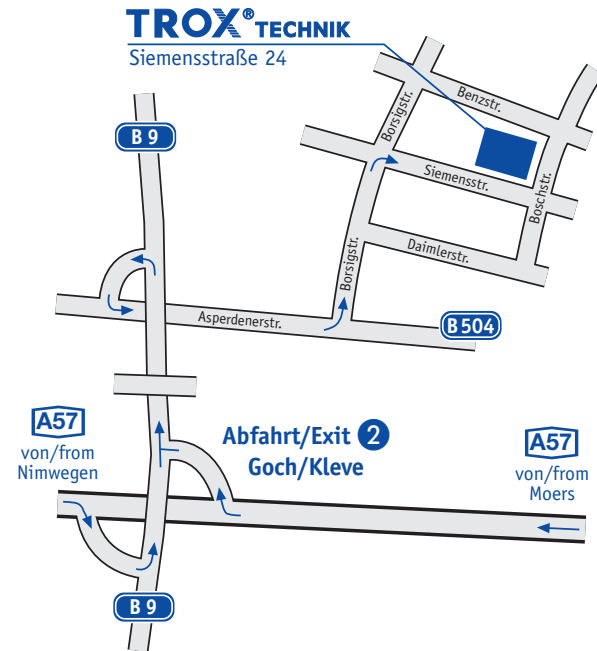 TROX® TECHNIK
Siemensstraße 24
B 9
Borsigstr.
Benzstr.
Siemensstr.
Boschstr.
Daimlerstr.
Borsigstr.
Asperdenerstr.
B 504
A57
von/from
Nimwegen
Abfahrt/Exit 2
Goch/Kleve
A57
von/from
Moers
B 9